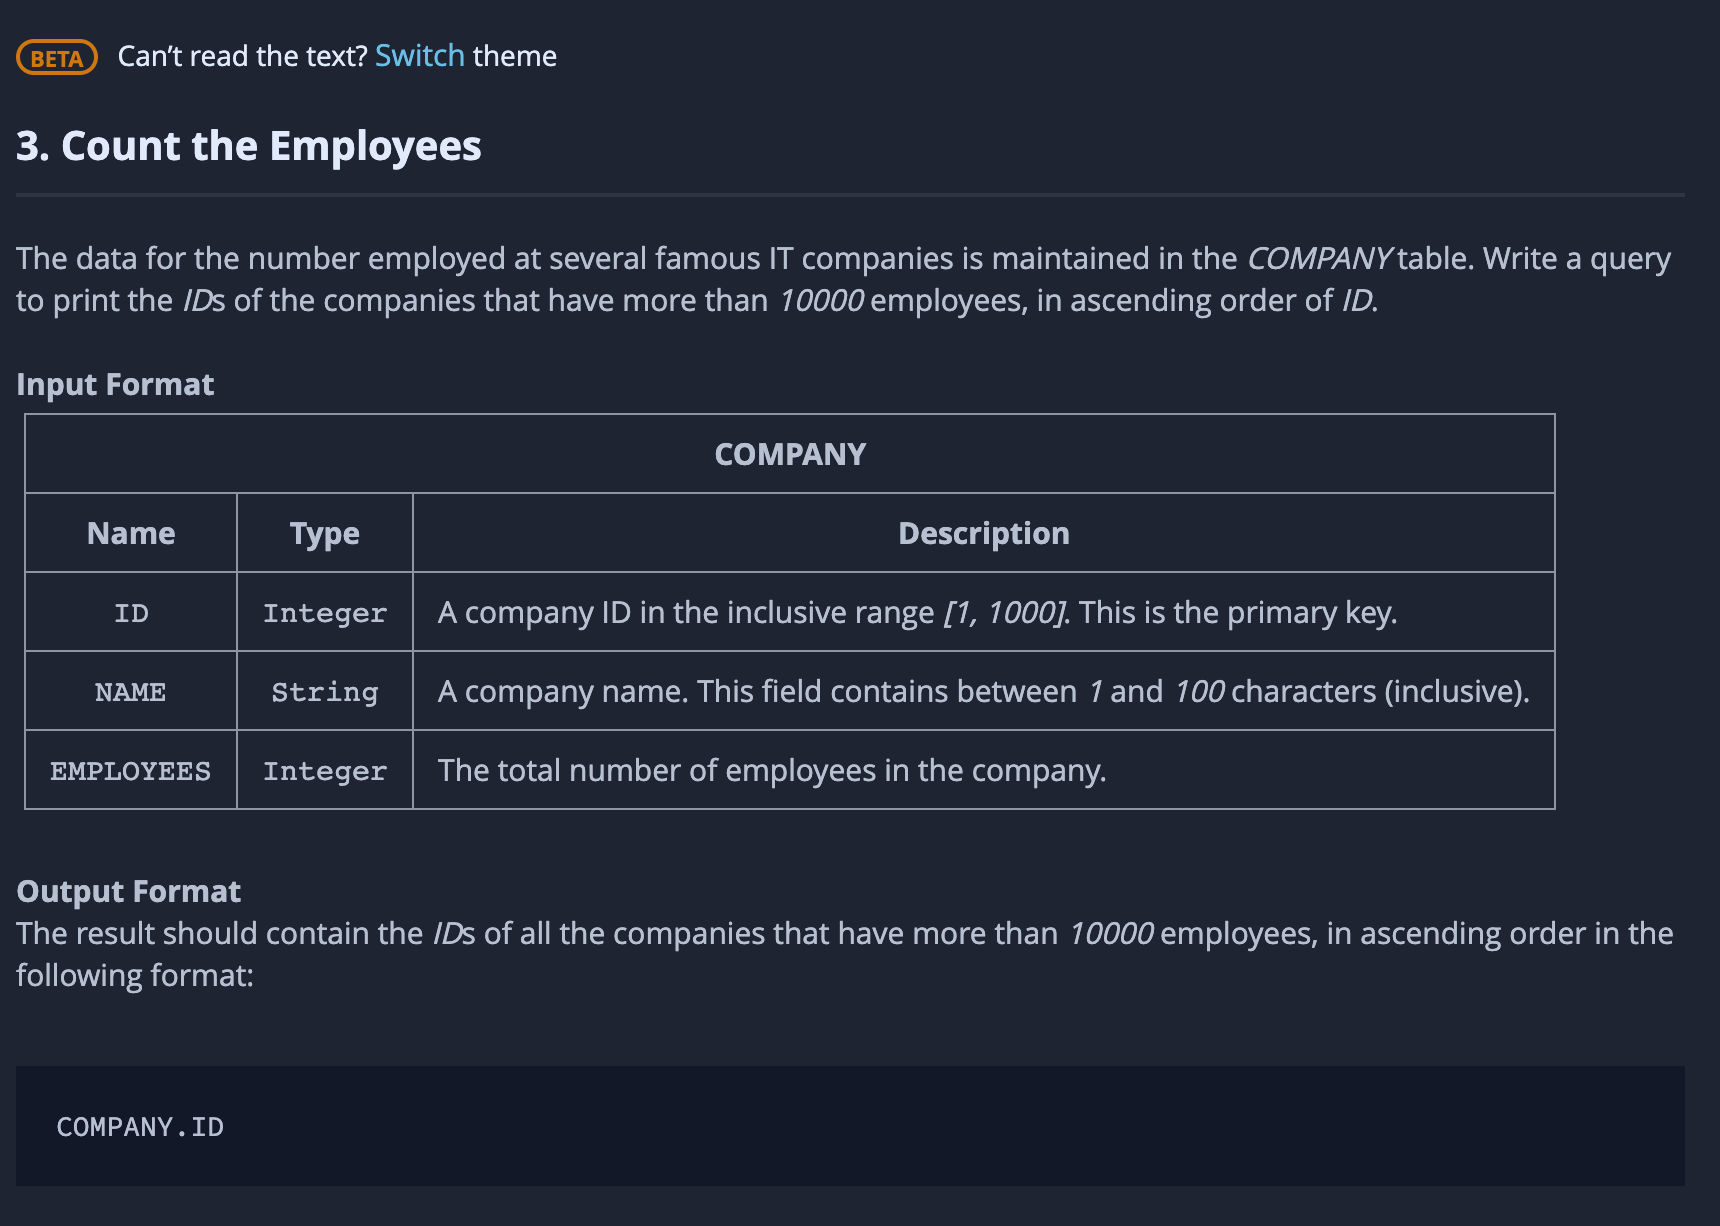 BETA Can't read the text? Switch theme
3. Count the Employees
The data for the number employed at several famous IT companies is maintained in the COMPANY table. Write a query
to print the IDs of the companies that have more than 10000 employees, in ascending order of ID.
Input Format
COMPANY
Name Type Description
ID Integer A company ID in the inclusive range [1, 1000]. This is the primary key.
NAME String A company name. This field contains between 1 and 100 characters (inclusive).
EMPLOYEES Integer The total number of employees in the company.
Output Format
The result should contain the IDs of all the companies that have more than 10000 employees, in ascending order in the
following format:
COMPANY.ID